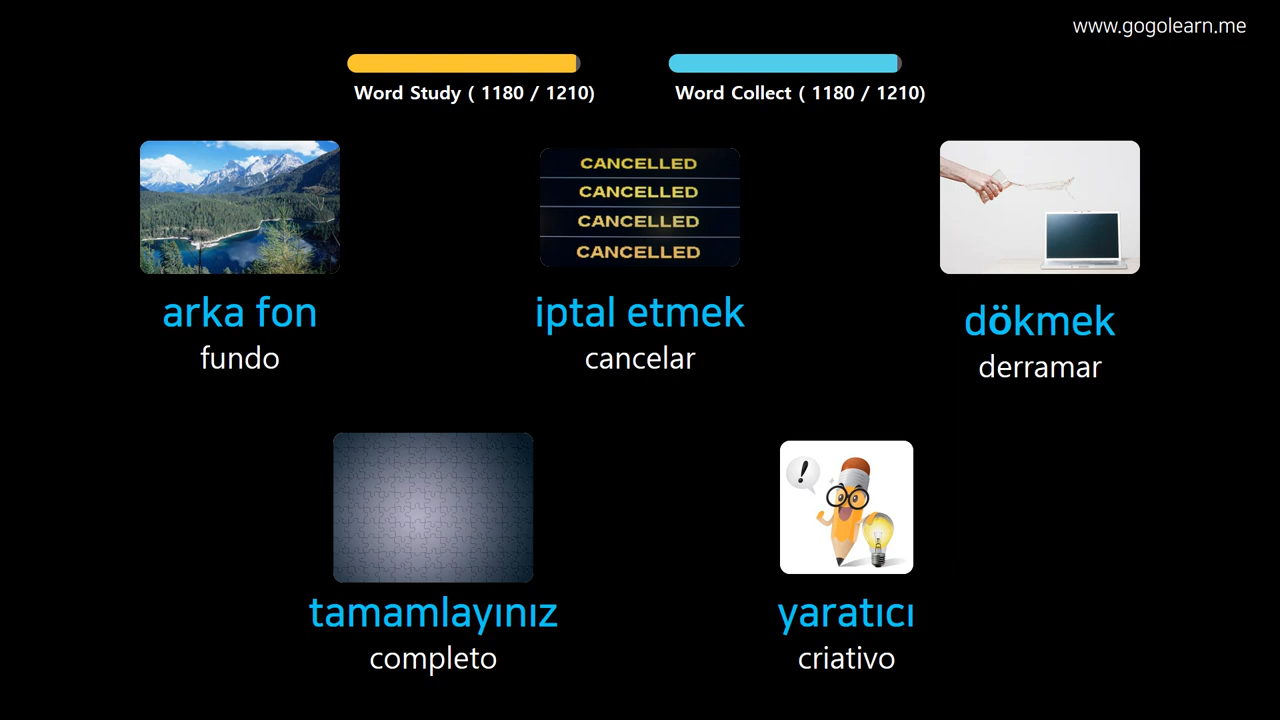 www.gogolearn.me
Word Study ( 1180 / 1210)
Word Collect ( 1180 / 1210)
CANCELLED
CANCELLED
CANCELLED
CANCELLED
arka fon
fundo
iptal etmek
cancelar
dökmek
derramar
!
tamamlayınız
completo
yaratıcı
criativo